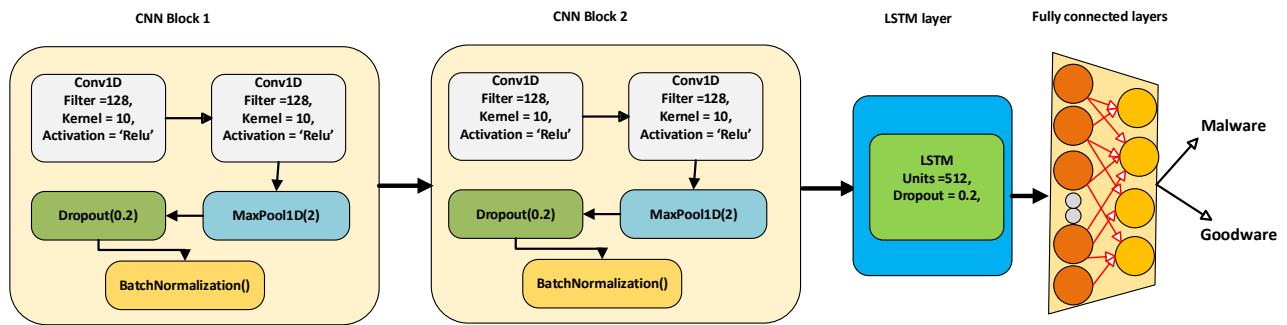 CNN Block 1
Conv1D
Filter =128,
Kernel = 10,
Activation = ‘Relu’
Conv1D
Filter =128,
Kernel = 10,
Activation = ‘Relu’
Dropout(0.2)
MaxPool1D(2)
BatchNormalization()
CNN Block 2
Conv1D
Filter =128,
Kernel = 10,
Activation = ‘Relu’
Conv1D
Filter =128,
Kernel = 10,
Activation = ‘Relu’
Dropout(0.2)
MaxPool1D(2)
BatchNormalization()
LSTM layer
LSTM
Units =512,
Dropout = 0.2,
Fully connected layers
Malware
Goodware